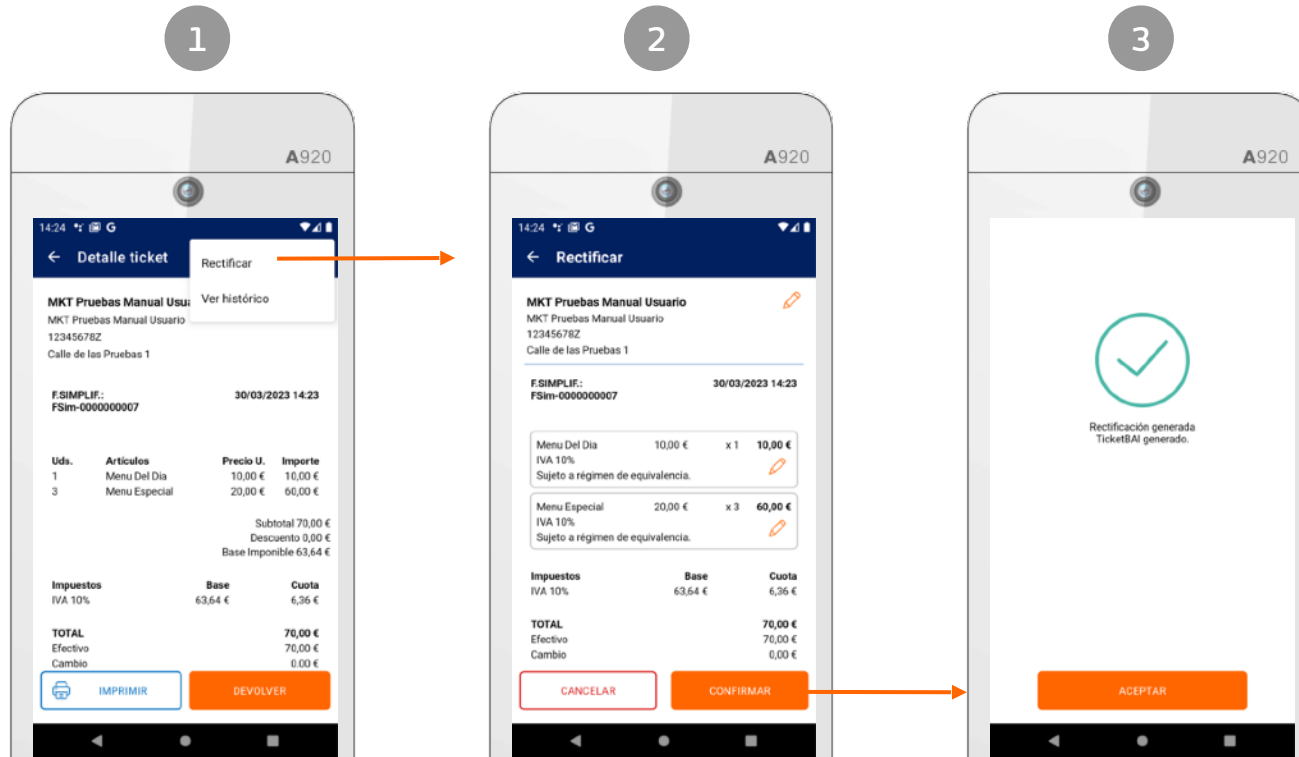 1
2
3
A920
14:24 G
Detalle ticket
Rectificar
Ver histórico
MKT Pruebas Manual
MKT Pruebas Manual Usuario
12345678Z
Calle de las Pruebas 1
F.SIMPLIF.: 30/03/2023 14:23
FSim-0000000007
Uds. Artículos Precio U. Importe
1 Menu Del Dia 10,00 € 10,00 €
3 Menu Especial 20,00 € 60,00 €
Subtotal 70,00 €
Descuento 0,00 €
Base Imponible 63,64 €
Impuestos Base Cuota
IVA 10% 63,64 € 6,36 €
TOTAL 70,00 €
Efectivo 70,00 €
Cambio 0.00 €
IMPRIMIR DEVOLVER
A920
14:24 G
Rectificar
MKT Pruebas Manual Usuario
MKT Pruebas Manual Usuario
12345678Z
Calle de las Pruebas 1
F.SIMPLIF.: 30/03/2023 14:23
FSim-0000000007
Menu Del Dia 10,00 € x 1 10,00 €
IVA 10%
Sujeto a régimen de equivalencia.
Menu Especial 20,00 € x 3 60,00 €
IVA 10%
Sujeto a régimen de equivalencia.
Impuestos Base Cuota
IVA 10% 63,64 € 6,36 €
TOTAL 70,00 €
Efectivo 70,00 €
Cambio 0,00 €
CANCELAR CONFIRMAR
A920
Rectificación generada
TicketBAI generado.
ACEPTAR